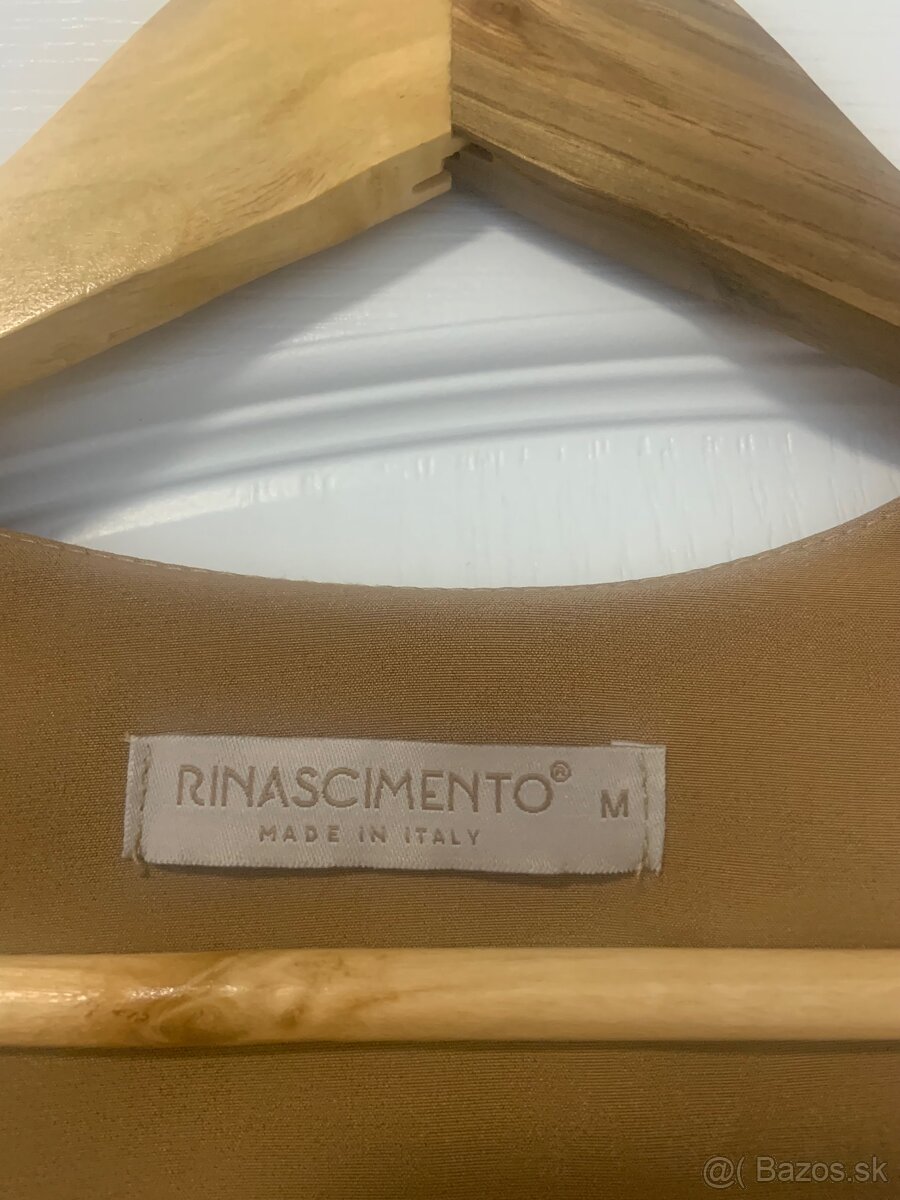 RINASCIMENTO® M
MADE IN ITALY
@( Bazos.sk